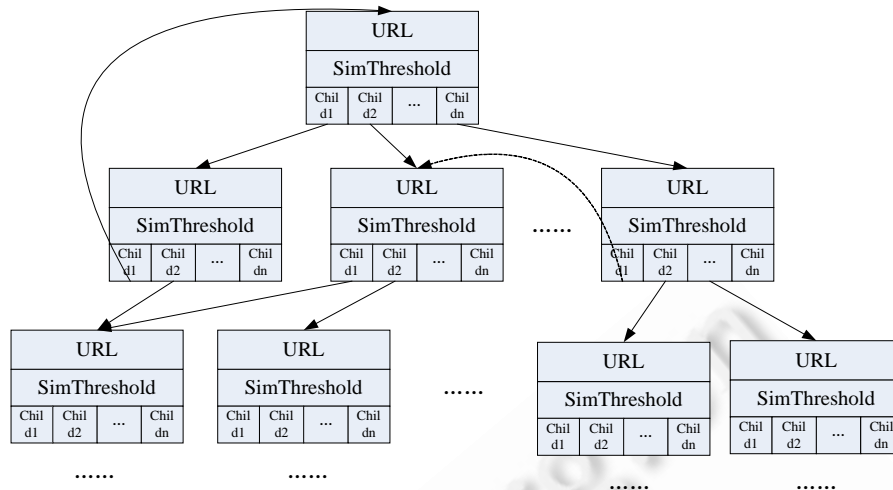 URL
SimThreshold
Chil d1 Chil d2 ... Chil dn
URL
SimThreshold
Chil d1 Chil d2 ... Chil dn
URL
SimThreshold
Chil d1 Chil d2 ... Chil dn
......
URL
SimThreshold
Chil d1 Chil d2 ... Chil dn
URL
SimThreshold
Chil d1 Chil d2 ... Chil dn
......
URL
SimThreshold
Chil d1 Chil d2 ... Chil dn
......
......
URL
SimThreshold
Chil d1 Chil d2 ... Chil dn
......
URL
SimThreshold
Chil d1 Chil d2 ... Chil dn
......